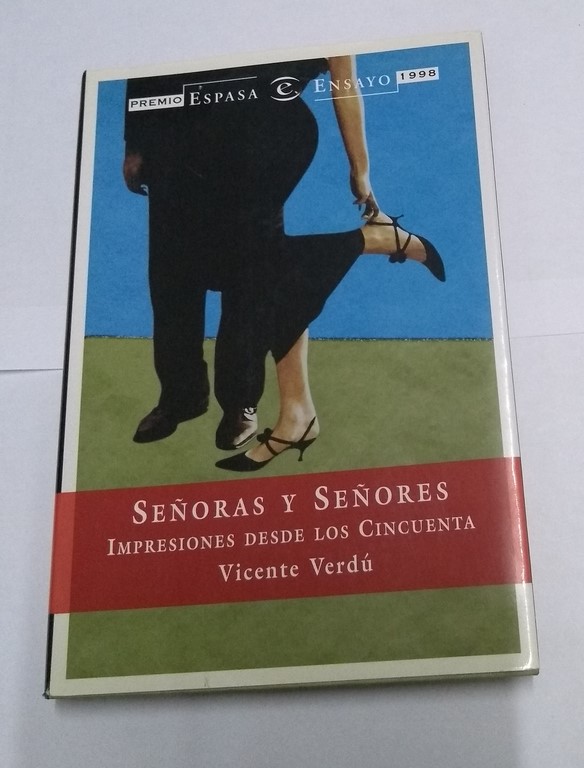 PREMIO ESPASA e ENSAYO 1998
SEÑORAS Y SEÑORES
IMPRESIONES DESDE LOS CINCUENTA
Vicente Verdú